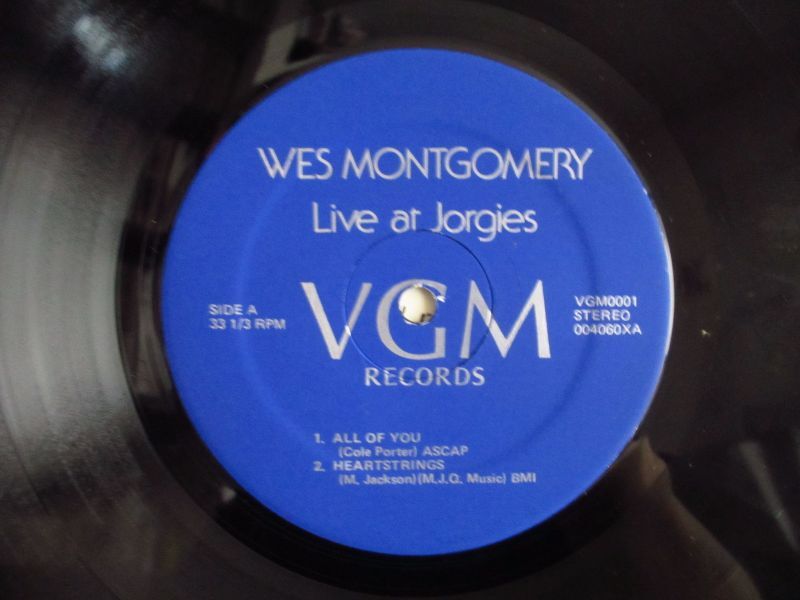 WES MONTGOMERY
Live at Jorgies
SIDE A
33 1/3 RPM
VGM
RECORDS
VGM0001
STEREO
004060XA
1. ALL OF YOU
(Cole Porter) ASCAP
2. HEARTSTRINGS
(M. Jackson) (M.J.Q. Music) BMI